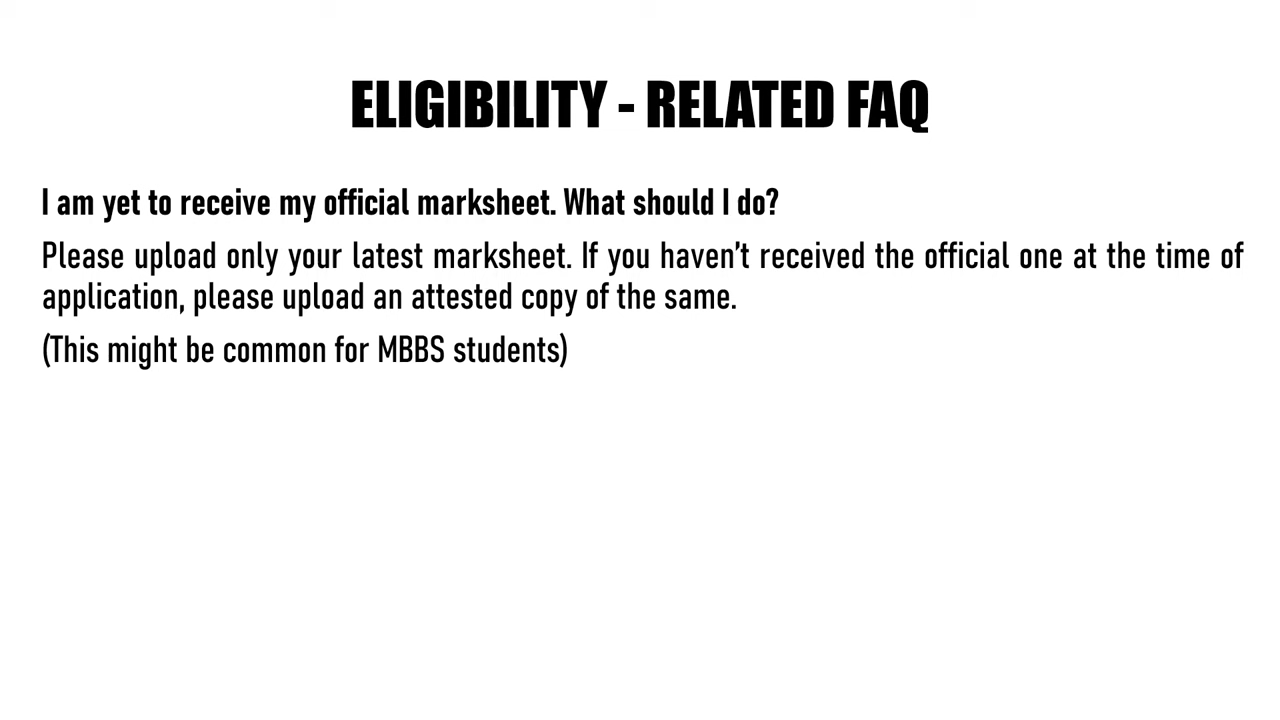 ELIGIBILITY - RELATED FAQ
I am yet to receive my official marksheet. What should I do?
Please upload only your latest marksheet. If you haven’t received the official one at the time of
application, please upload an attested copy of the same.
(This might be common for MBBS students)